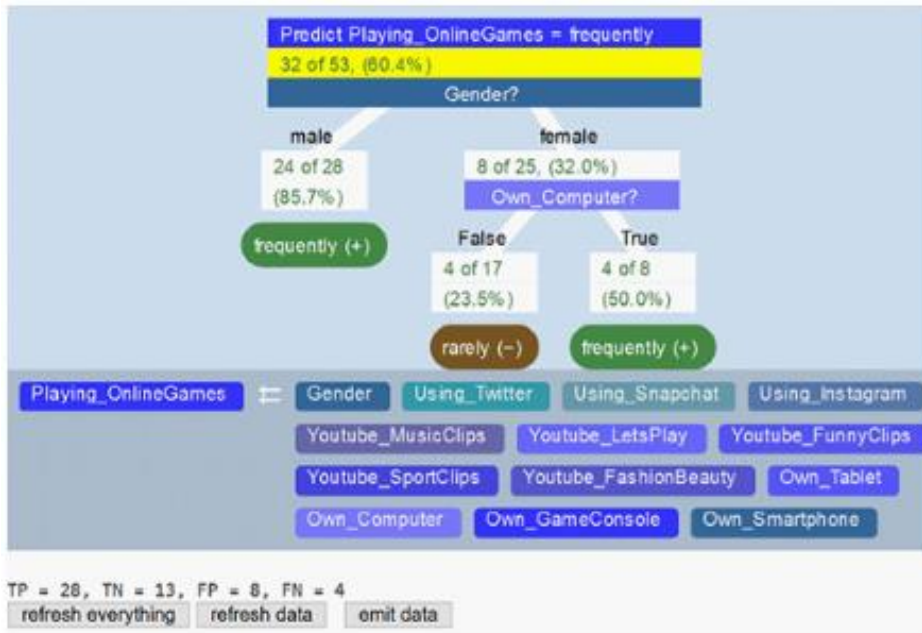 Predict Playing_OnlineGames = frequently
32 of 53, (60.4%)
Gender?
male female
24 of 28 8 of 25, (32.0%)
(85.7%) Own_Computer?
frequently (+) False True
4 of 17 4 of 8
(23.5%) (50.0%)
rarely (−) frequently (+)
Playing_OnlineGames ⇆ Gender Using_Twitter Using_Snapchat Using_Instagram
Youtube_MusicClips Youtube_LetsPlay Youtube_FunnyClips
Youtube_SportClips Youtube_FashionBeauty Own_Tablet
Own_Computer Own_GameConsole Own_Smartphone
TP = 28, TN = 13, FP = 8, FN = 4
refresh everything refresh data emit data